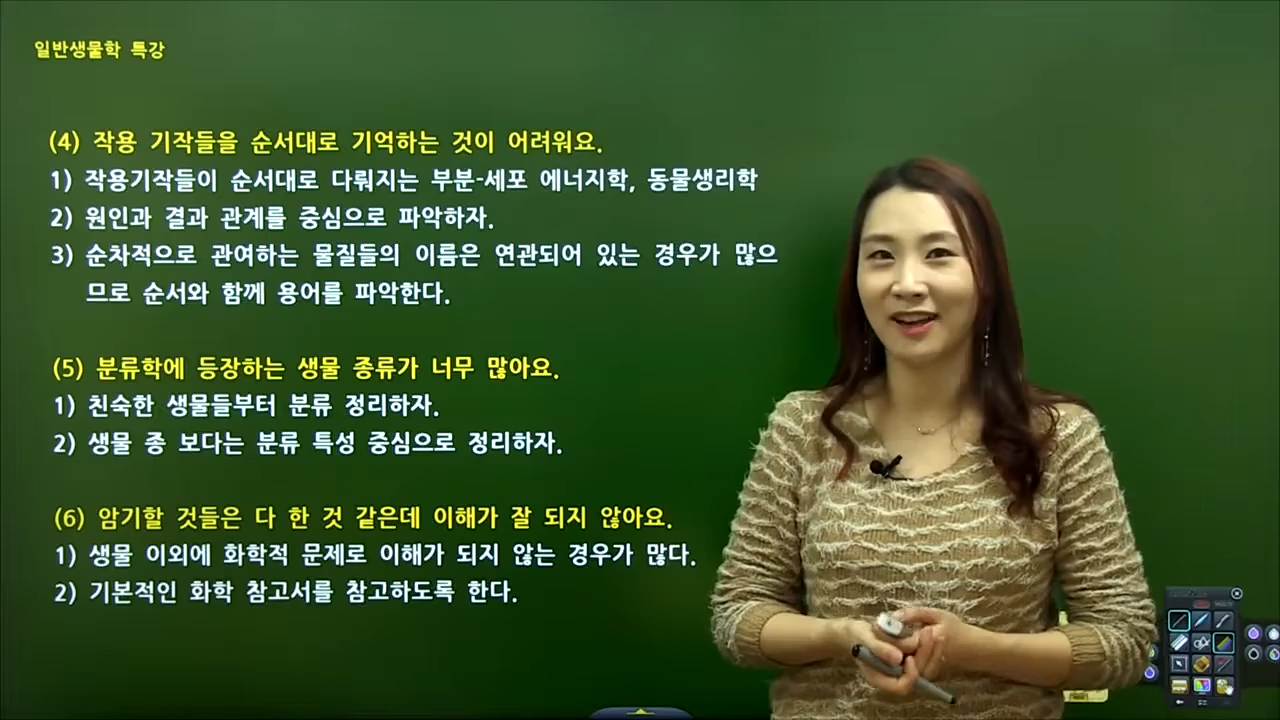 일반생물학 특강
(4) 작용 기작들을 순서대로 기억하는 것이 어려워요.
1) 작용기작들이 순서대로 다뤄지는 부분-세포 에너지학, 동물생리학
2) 원인과 결과 관계를 중심으로 파악하자.
3) 순차적으로 관여하는 물질들의 이름은 연관되어 있는 경우가 많으
므로 순서와 함께 용어를 파악한다.
(5) 분류학에 등장하는 생물 종류가 너무 많아요.
1) 친숙한 생물들부터 분류 정리하자.
2) 생물 종 보다는 분류 특성 중심으로 정리하자.
(6) 암기할 것들은 다 한 것 같은데 이해가 잘 되지 않아요.
1) 생물 이외에 화학적 문제로 이해가 되지 않는 경우가 많다.
2) 기본적인 화학 참고서를 참고하도록 한다.